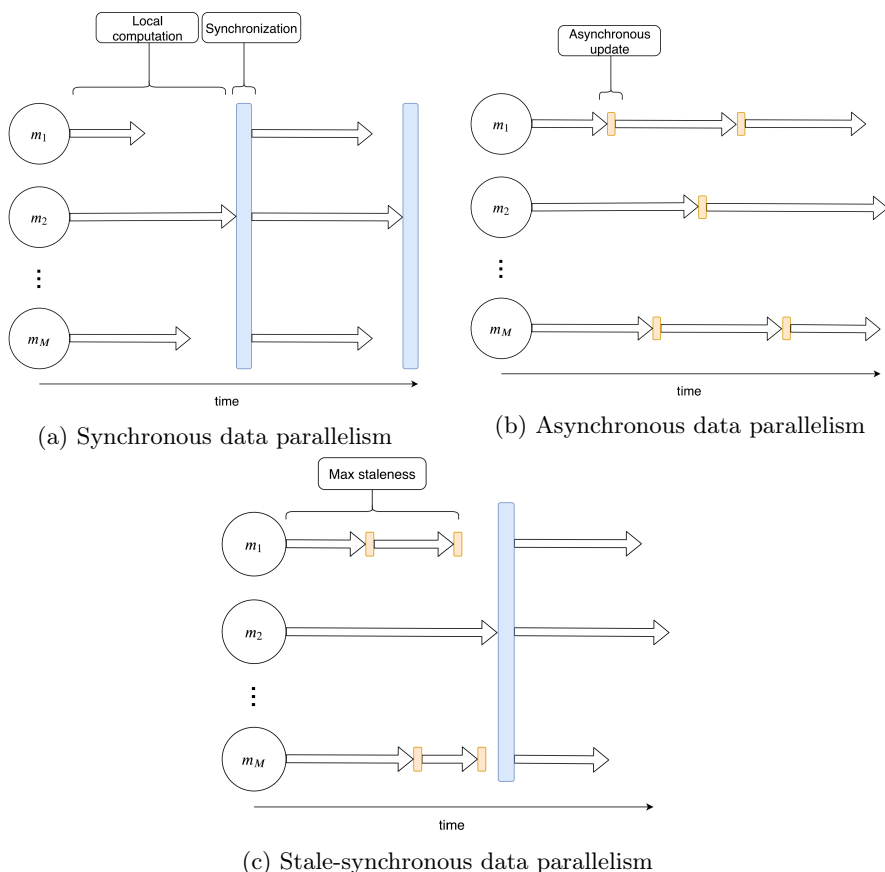 Local
computation
Synchronization
m1
m2
...
mM
time
(a) Synchronous data parallelism
Asynchronous
update
m1
m2
...
mM
time
(b) Asynchronous data parallelism
Max staleness
m1
m2
...
mM
time
(c) Stale-synchronous data parallelism